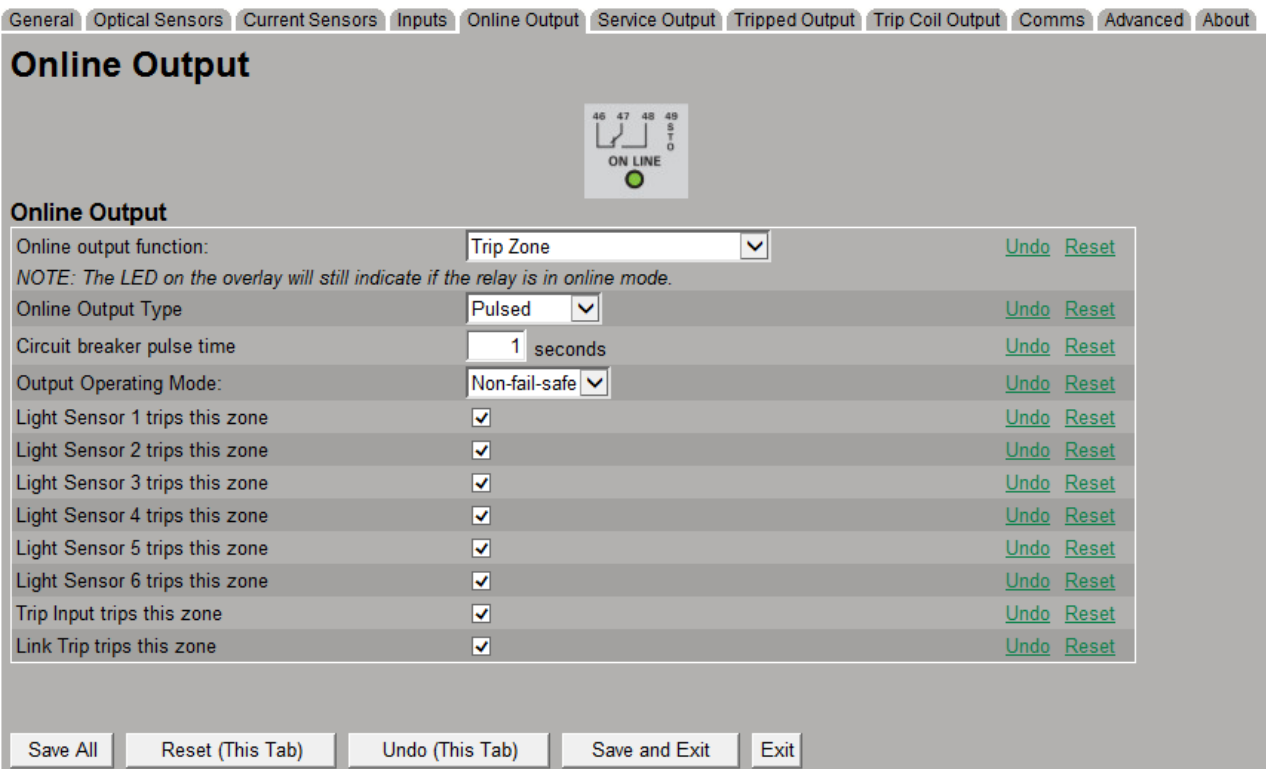 General Optical Sensors Current Sensors Inputs Online Output Service Output Tripped Output Trip Coil Output Comms Advanced About
Online Output
46 47 48 49
STO
ON LINE
Online Output
Online output function: Trip Zone Undo Reset
NOTE: The LED on the overlay will still indicate if the relay is in online mode.
Online Output Type Pulsed Undo Reset
Circuit breaker pulse time 1 seconds Undo Reset
Output Operating Mode: Non-fail-safe Undo Reset
Light Sensor 1 trips this zone Undo Reset
Light Sensor 2 trips this zone Undo Reset
Light Sensor 3 trips this zone Undo Reset
Light Sensor 4 trips this zone Undo Reset
Light Sensor 5 trips this zone Undo Reset
Light Sensor 6 trips this zone Undo Reset
Trip Input trips this zone Undo Reset
Link Trip trips this zone Undo Reset
Save All Reset (This Tab) Undo (This Tab) Save and Exit Exit